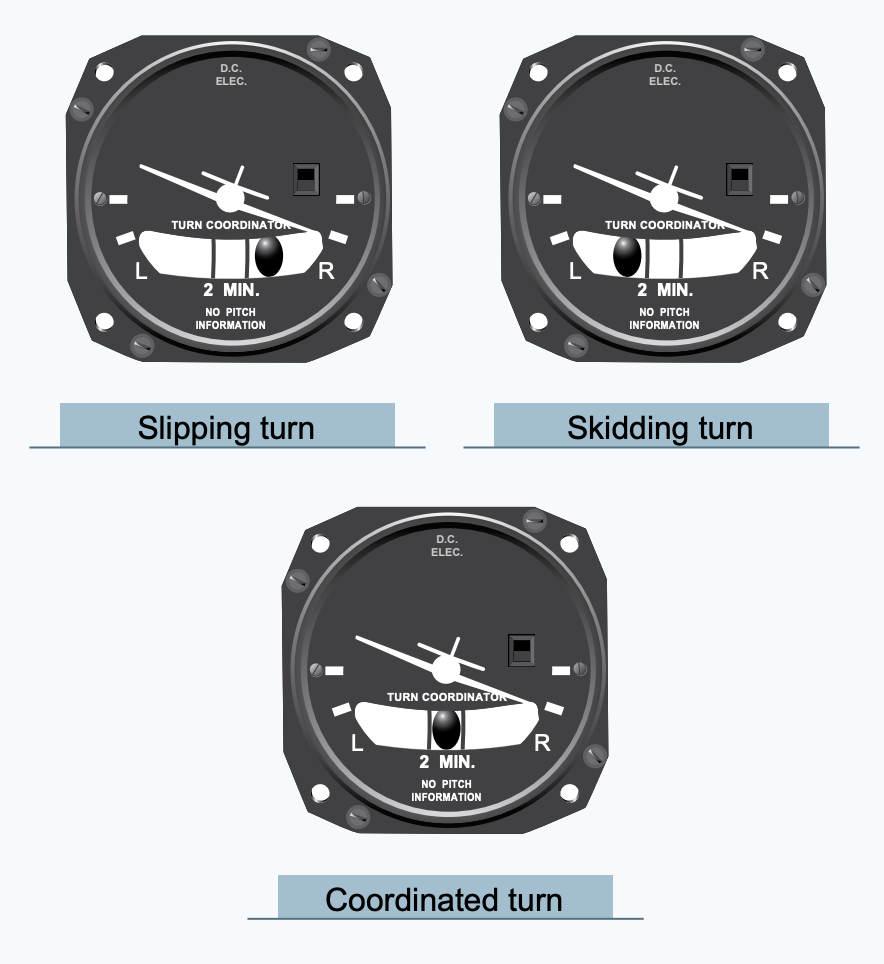 D.C.
ELEC.
TURN COORDINATOR
L R
2 MIN.
NO PITCH
INFORMATION
Slipping turn
D.C.
ELEC.
TURN COORDINATOR
L R
2 MIN.
NO PITCH
INFORMATION
Skidding turn
D.C.
ELEC.
TURN COORDINATOR
L R
2 MIN.
NO PITCH
INFORMATION
Coordinated turn